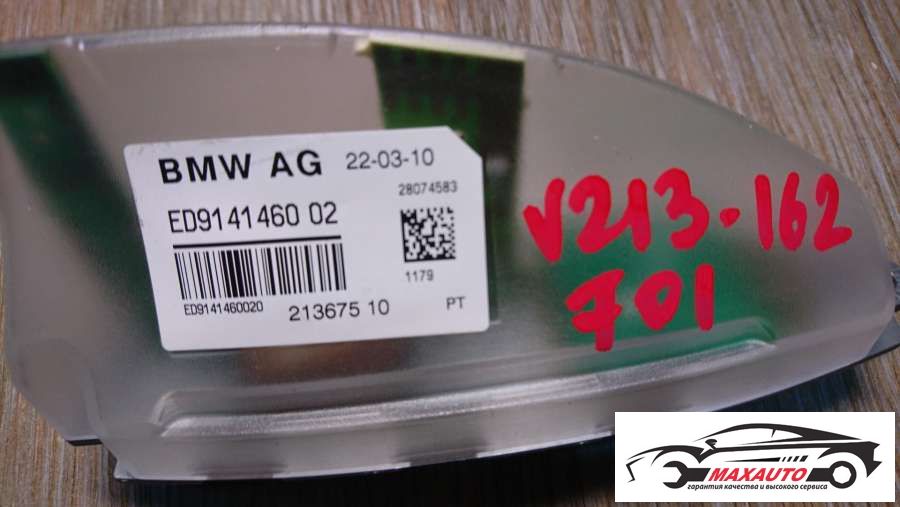 BMW AG 22-03-10
28074583
ED9141460 02
1179
ED9141460020
213675 10 PT
V213-162
701
MAXAUTO
гарантия качества и высокого сервиса